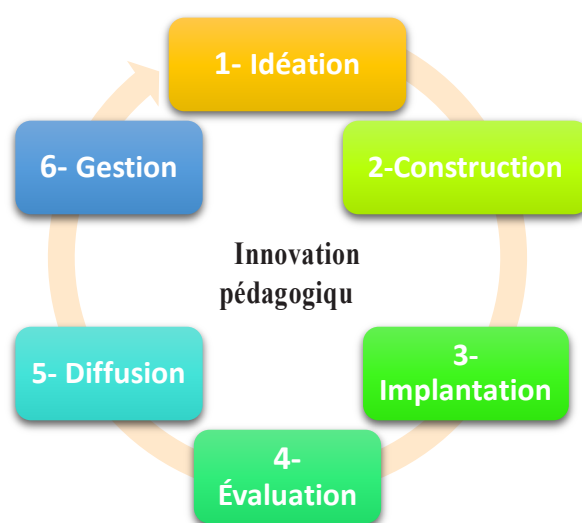 1- Idéation
2-Construction
3-
Implantation
4-
Évaluation
5- Diffusion
6- Gestion
Innovation
pédagogiqu